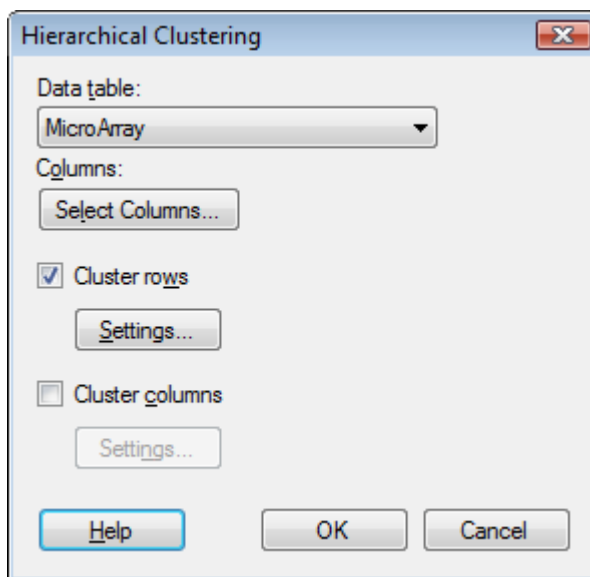 Hierarchical Clustering
Data table:
MicroArray
Columns:
Select Columns...
Cluster rows
Settings...
Cluster columns
Settings...
Help OK Cancel